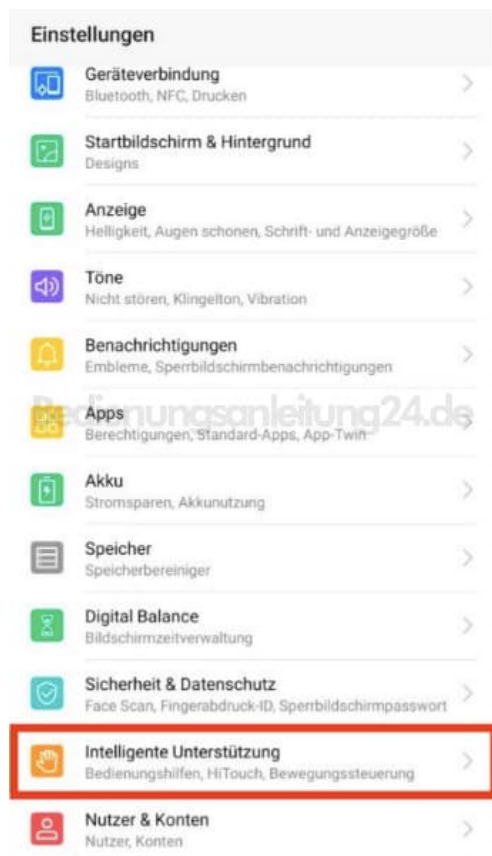 Einstellungen
Geräteverbindung
Bluetooth, NFC, Drucken
Startbildschirm & Hintergrund
Designs
Anzeige
Helligkeit, Augen schonen, Schrift- und Anzeigegröße
Töne
Nicht stören, Klingelton, Vibration
Benachrichtigungen
Embleme, Sperrbildschirmbenachrichtigungen
Bedienungsanleitung24.de
Apps
Berechtigungen, Standard-Apps, App-Twin
Akku
Stromsparen, Akkunutzung
Speicher
Speicherbereiniger
Digital Balance
Bildschirmzeitverwaltung
Sicherheit & Datenschutz
Face Scan, Fingerabdruck-ID, Sperrbildschirmpasswort
Intelligente Unterstützung
Bedienungshilfen, HiTouch, Bewegungssteuerung
Nutzer & Konten
Nutzer, Konten